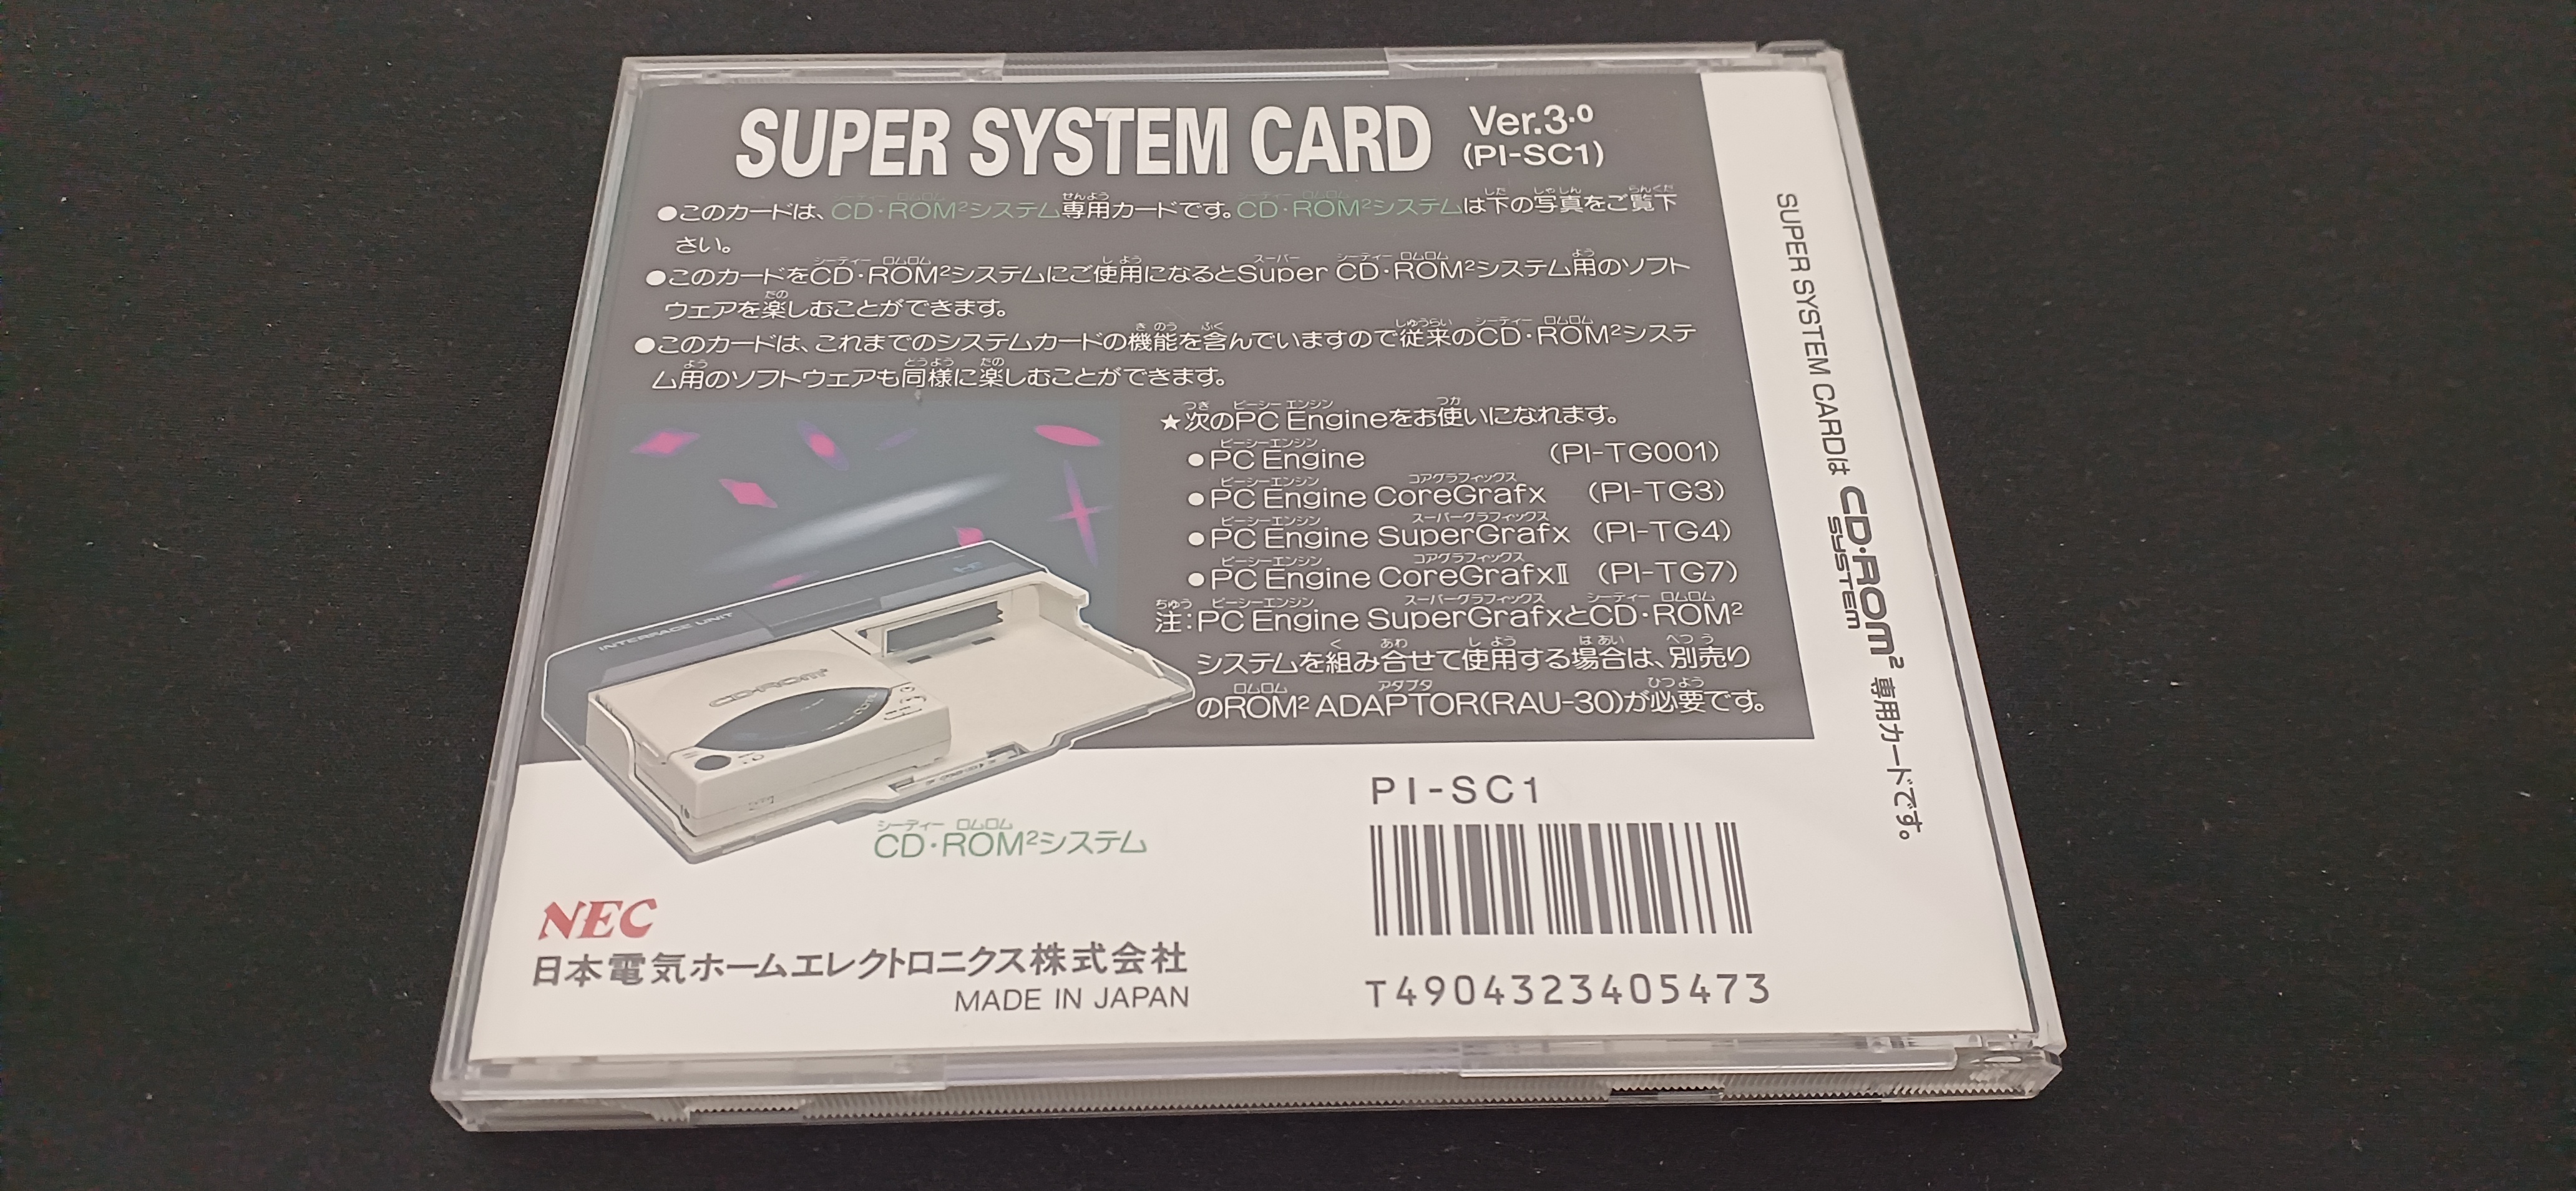 SUPER SYSTEM CARD Ver.3.0
(PI-SC1)
●このカードは、CD・ROM²システム専用カードです。CD・ROM²システムは下の写真をご覧下
さい。
●このカードをCD・ROM²システムにご使用になるとSuper CD・ROM²システム用のソフト
ウェアを楽しむことができます。
●このカードは、これまでのシステムカードの機能を含んでいますので従来のCD・ROM²システ
ム用のソフトウェアも同様に楽しむことができます。
★次のPC Engineをお使いになれます。
●PC Engine (PI-TG001)
●PC Engine CoreGrafx (PI-TG3)
●PC Engine SuperGrafx (PI-TG4)
●PC Engine CoreGrafxⅡ (PI-TG7)
注:PC Engine SuperGrafxとCD・ROM²
システムを組み合せて使用する場合は、別売り
のROM² ADAPTOR(RAU-30)が必要です。
INTERFACE UNIT
CD-ROM²
CD・ROM²システム
NEC
日本電気ホームエレクトロニクス株式会社
MADE IN JAPAN
PI-SC1
T4904323405473
SUPER SYSTEM CARDは CD・ROM² SYSTEM 専用カードです。